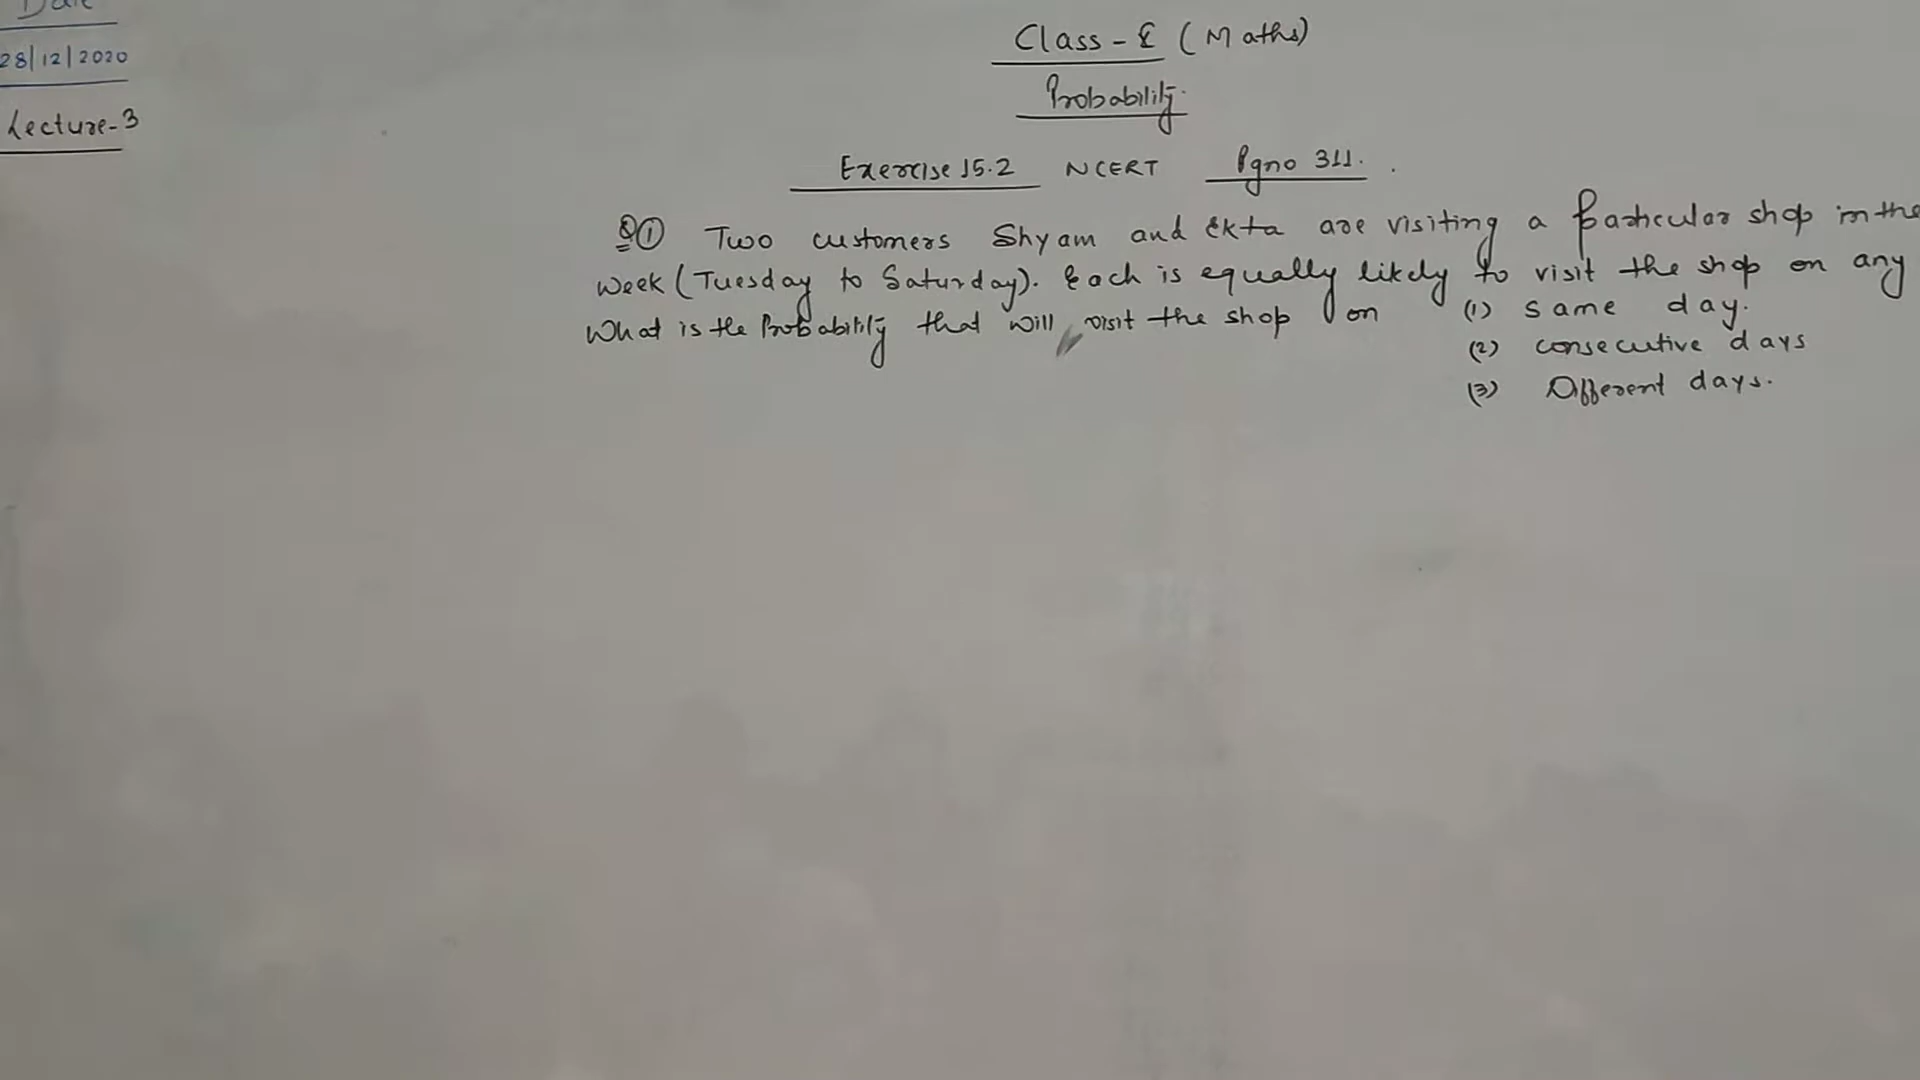 Date
28/12/2020
Lecture-3
Class - E (Maths)
Probability.
Exercise 15.2 NCERT Pgno 311.
Q① Two customers Shyam and Ekta are visiting a particular shop in the
week (Tuesday to Saturday). Each is equally likely to visit the shop on any
What is the Probability that will visit the shop on (1) same day.
(2) consecutive days
(3) Different days.